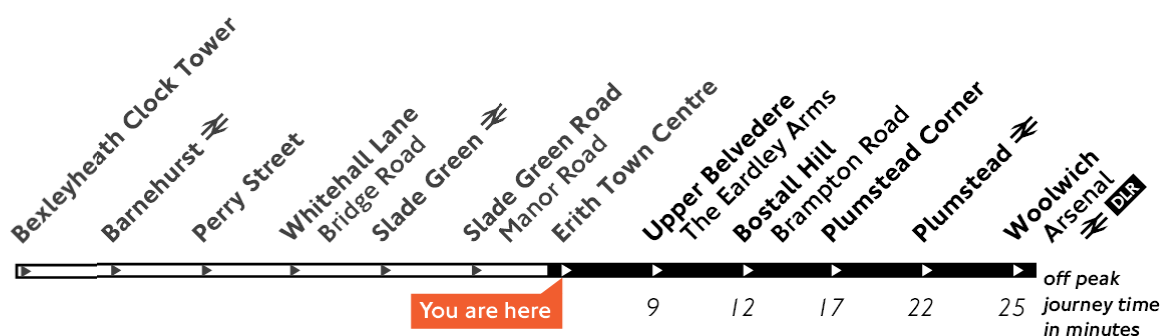 Bexleyheath Clock Tower
Barnehurst
Perry Street
Whitehall Lane
Bridge Road
Slade Green
Slade Green Road
Manor Road
Erith Town Centre
Upper Belvedere
The Eardley Arms
Bostall Hill
Brampton Road
Plumstead Corner
Plumstead
Woolwich
Arsenal
DLR
You are here
9 12 17 22 25
off peak
journey time
in minutes